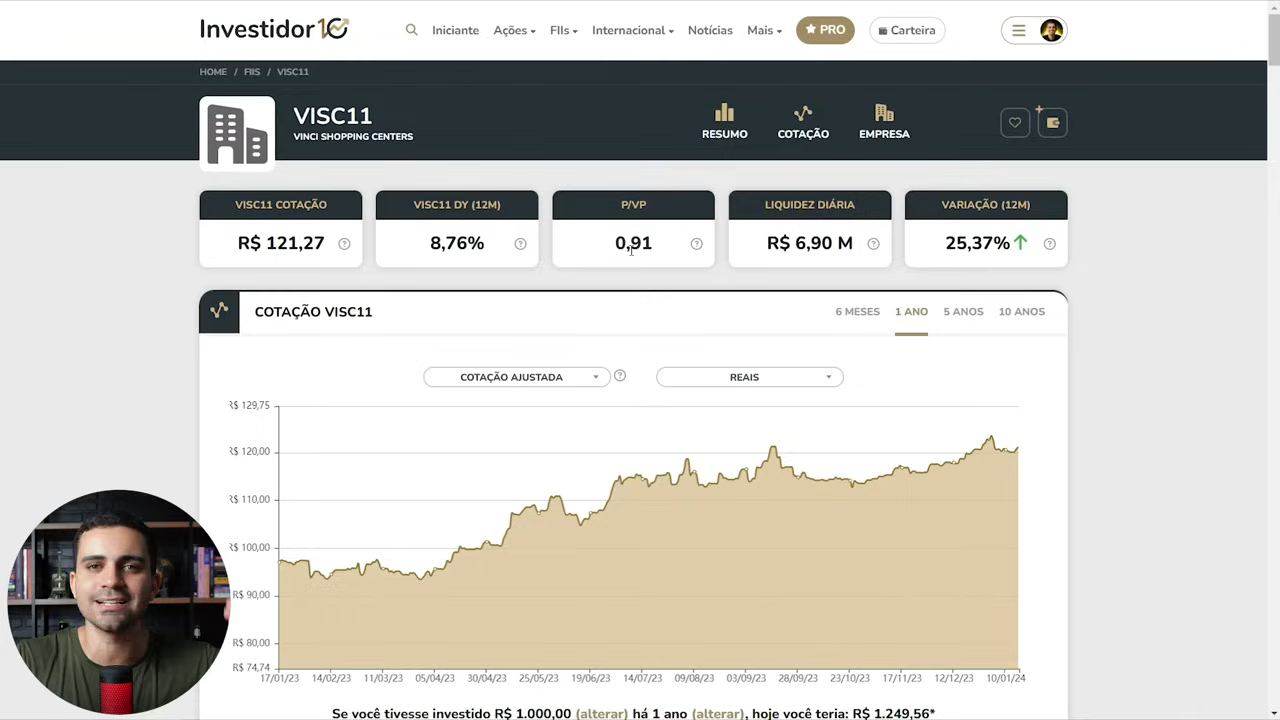 Investidor10
Iniciante Ações FIIs Internacional Notícias Mais PRO Carteira
HOME / FIIS / VISC11
VISC11
VINCI SHOPPING CENTERS
RESUMO COTAÇÃO EMPRESA
VISC11 COTAÇÃO VISC11 DY (12M) P/VP LIQUIDEZ DIÁRIA VARIAÇÃO (12M)
R$ 121,27 ? 8,76% ? 0,91 ? R$ 6,90 M ? 25,37% ?
COTAÇÃO VISC11 6 MESES 1 ANO 5 ANOS 10 ANOS
COTAÇÃO AJUSTADA ? REAIS
R$ 129,75
R$ 120,00
R$ 110,00
R$ 100,00
R$ 90,00
R$ 80,00
R$ 74,74
17/01/23 14/02/23 11/03/23 05/04/23 30/04/23 25/05/23 19/06/23 14/07/23 09/08/23 03/09/23 28/09/23 23/10/23 17/11/23 12/12/23 10/01/24
Se você tivesse investido R$ 1.000,00 (alterar) há 1 ano (alterar), hoje você teria: R$ 1.249,56*